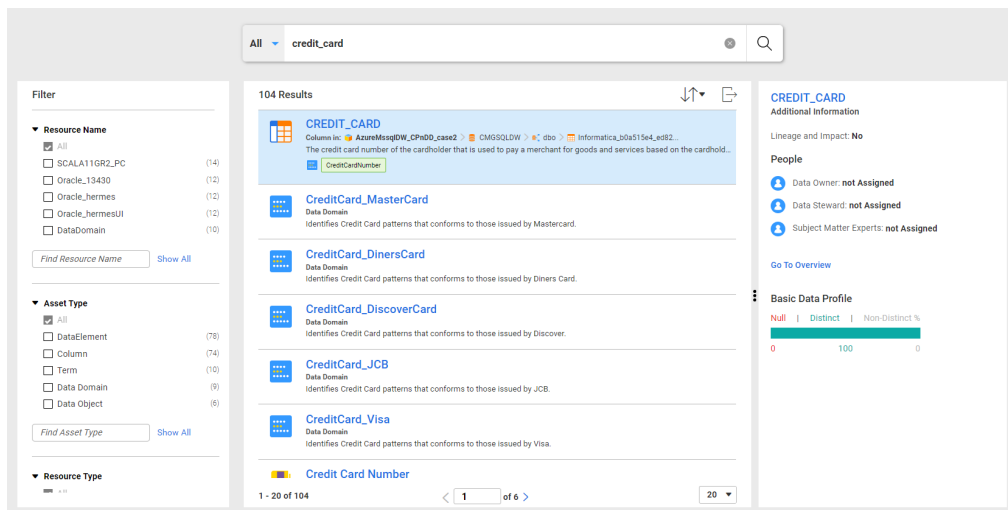 All credit_card
Filter
Resource Name
All
SCALA11GR2_PC (14)
Oracle_13430 (12)
Oracle_hermes (12)
Oracle_hermesUI (12)
DataDomain (10)
Find Resource Name Show All
Asset Type
All
DataElement (78)
Column (74)
Term (10)
Data Domain (9)
Data Object (6)
Find Asset Type Show All
Resource Type
104 Results
CREDIT_CARD
Column in: AzureMssqlDW_CPnDD_case2 > CMGSQLDW > dbo > Informatica_b0a515e4_ed82...
The credit card number of the cardholder that is used to pay a merchant for goods and services based on the cardhold...
CreditCardNumber
CreditCard_MasterCard
Data Domain
Identifies Credit Card patterns that conforms to those issued by Mastercard.
CreditCard_DinersCard
Data Domain
Identifies Credit Card patterns that conforms to those issued by Diners Card.
CreditCard_DiscoverCard
Data Domain
Identifies Credit Card patterns that conforms to those issued by Discover.
CreditCard_JCB
Data Domain
Identifies Credit Card patterns that conforms to those issued by JCB.
CreditCard_Visa
Data Domain
Identifies Credit Card patterns that conforms to those issued by Visa.
Credit Card Number
1 - 20 of 104 < 1 of 6 > 20
CREDIT_CARD
Additional Information
Lineage and Impact: No
People
Data Owner: not Assigned
Data Steward: not Assigned
Subject Matter Experts: not Assigned
Go To Overview
Basic Data Profile
Null | Distinct | Non-Distinct %
0 100 0